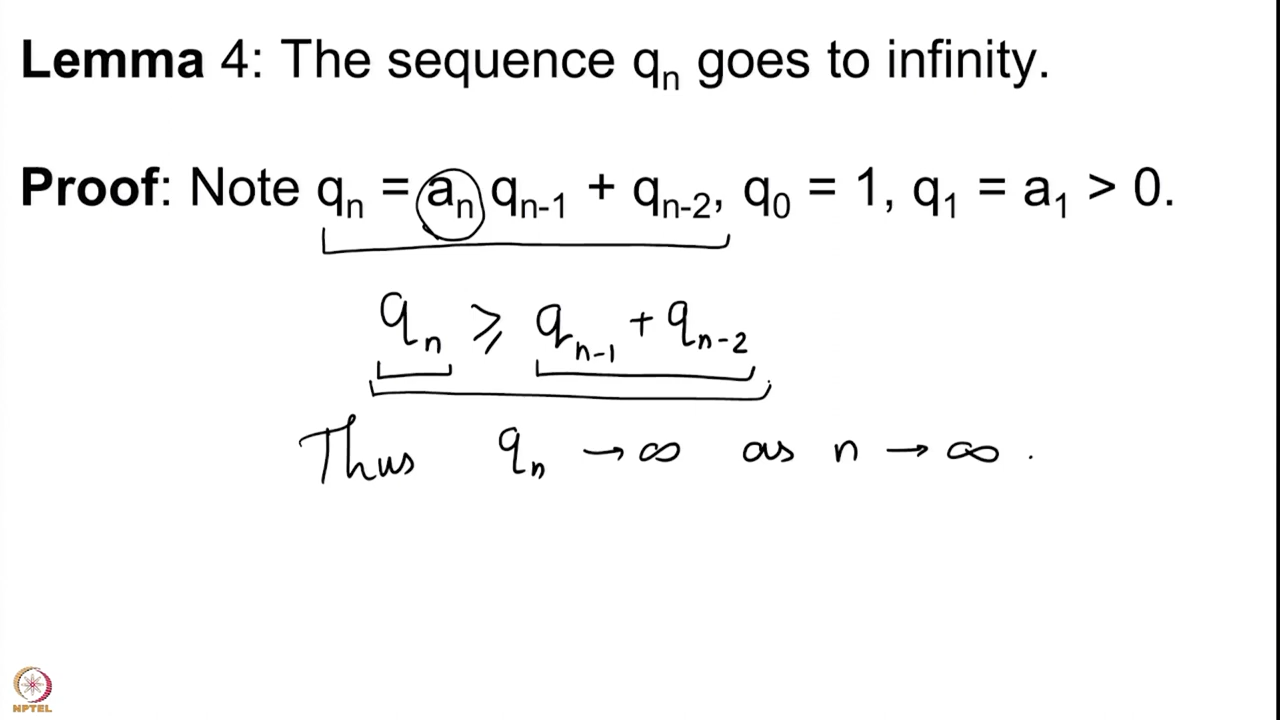 Lemma 4: The sequence qₙ goes to infinity.
Proof: Note qₙ = aₙ qₙ₋₁ + qₙ₋₂, q₀ = 1, q₁ = a₁ > 0.
qₙ ⩾ qₙ₋₁ + qₙ₋₂
Thus qₙ → ∞ as n → ∞ .
NPTEL